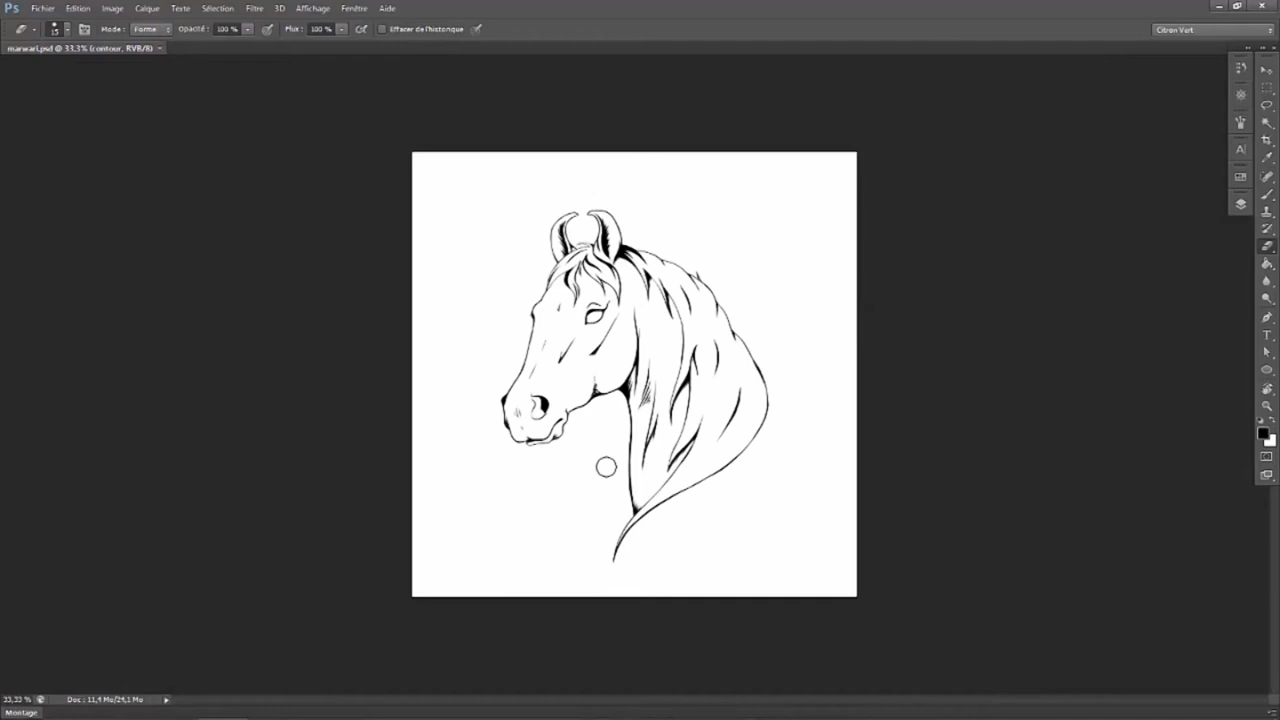 Ps Fichier Edition Image Calque Texte Sélection Filtre 3D Affichage Fenêtre Aide
15 Mode : Forme Opacité : 100 % Flux : 100 % Effacer de l'historique Citron Vert
marwari.psd @ 33,3% (contour, RVB/8) ×
33,33 % Doc : 11,4 Mo/24,1 Mo
Montage